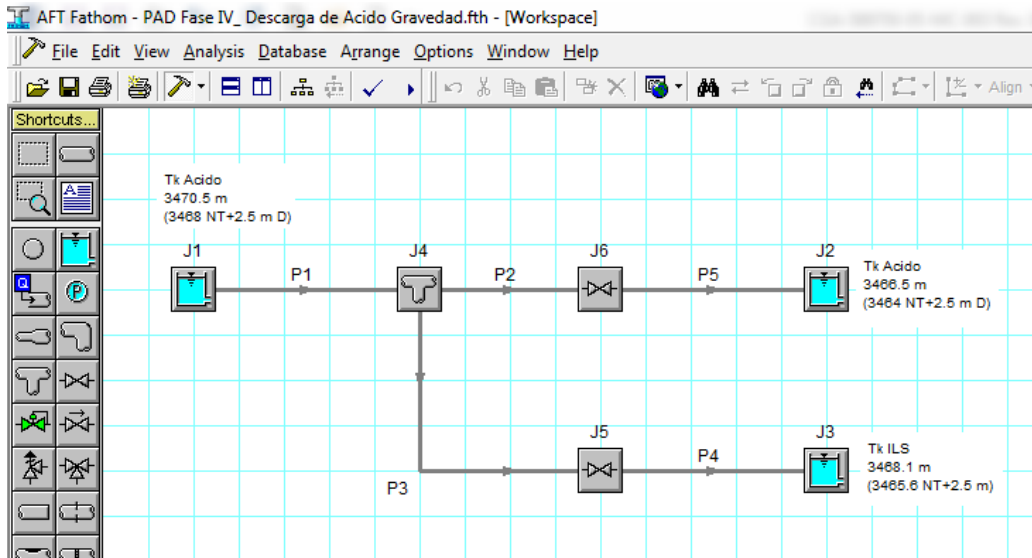 AFT Fathom - PAD Fase IV_ Descarga de Acido Gravedad.fth - [Workspace]
File Edit View Analysis Database Arrange Options Window Help
Align
Shortcuts...
Tk Acido
3470.5 m
(3468 NT+2.5 m D)
J1
P1
J4
P2
J6
P5
J2
Tk Acido
3466.5 m
(3464 NT+2.5 m D)
J5
P4
J3
Tk ILS
3468.1 m
(3465.6 NT+2.5 m)
P3